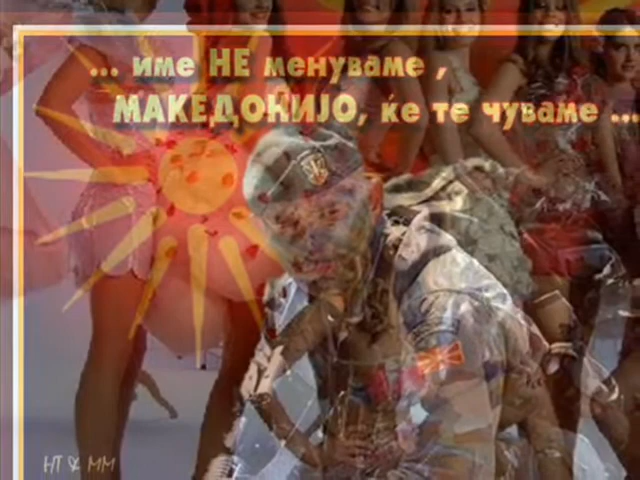 ... име НЕ менуваме ,
МАКЕДОНИЈО, ќе те чуваме ...
НТ & ММ